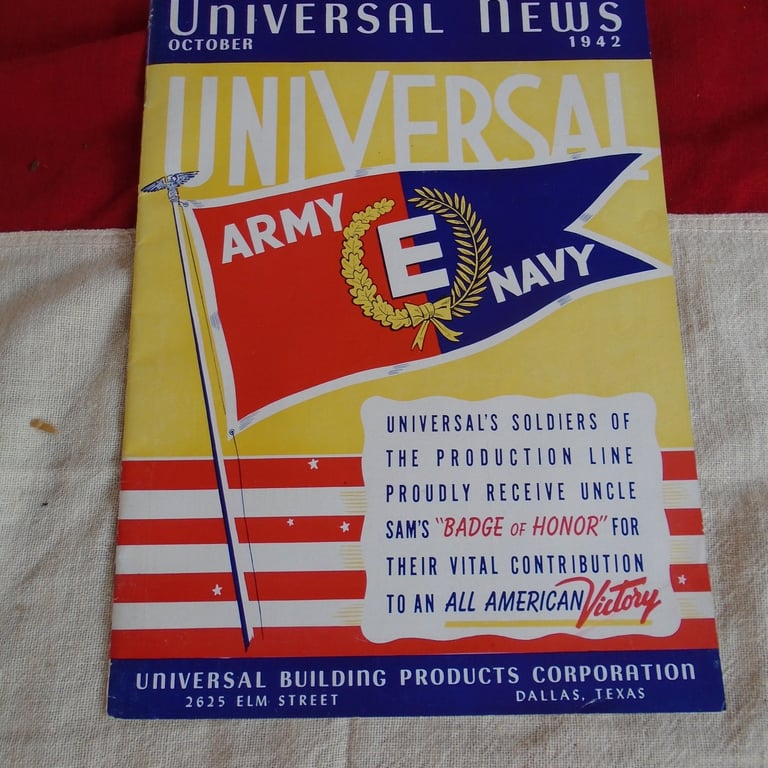 UNIVERSAL NEWS
OCTOBER 1942
UNIVERSAL
ARMY E NAVY
UNIVERSAL'S SOLDIERS OF
THE PRODUCTION LINE
PROUDLY RECEIVE UNCLE
SAM'S "BADGE OF HONOR" FOR
THEIR VITAL CONTRIBUTION
TO AN ALL AMERICAN Victory
UNIVERSAL BUILDING PRODUCTS CORPORATION
2625 ELM STREET DALLAS, TEXAS